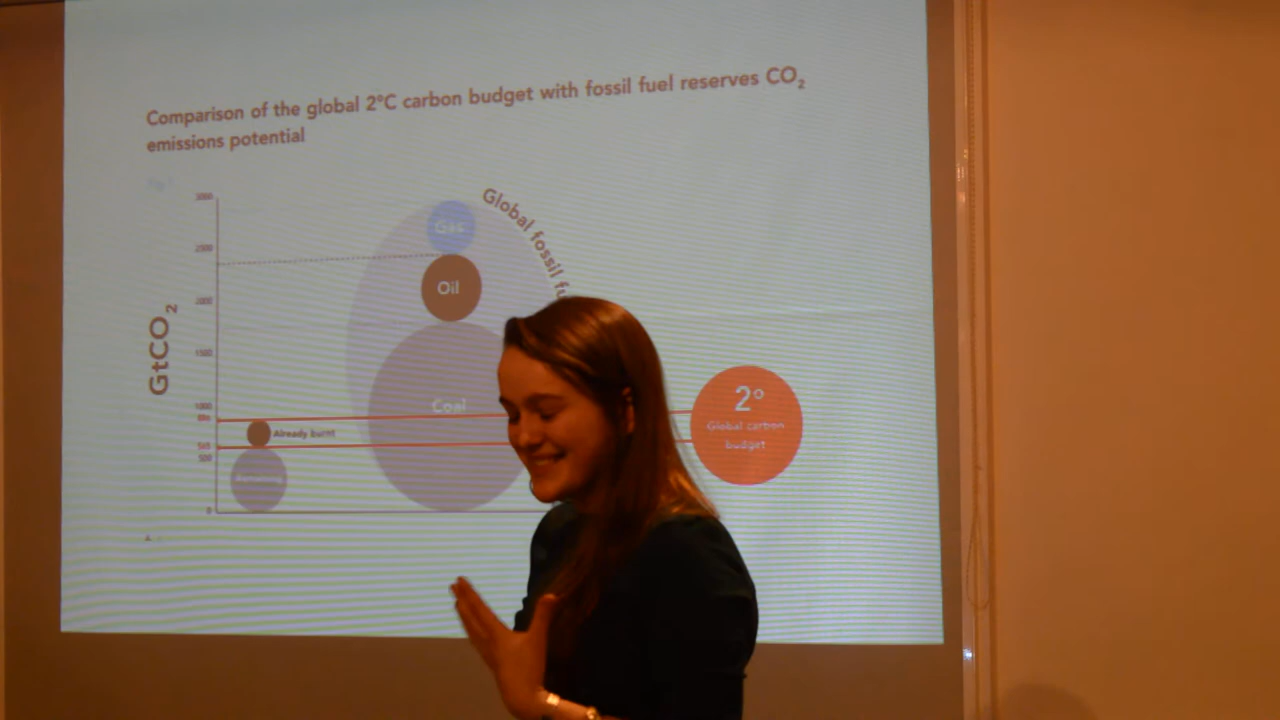 Comparison of the global 2°C carbon budget with fossil fuel reserves CO₂
emissions potential
GtCO₂
3000
2500
2000
1500
1000
500
0
Gas
Oil
Coal
Global fossil fu
Already burnt
2°
Global carbon
budget